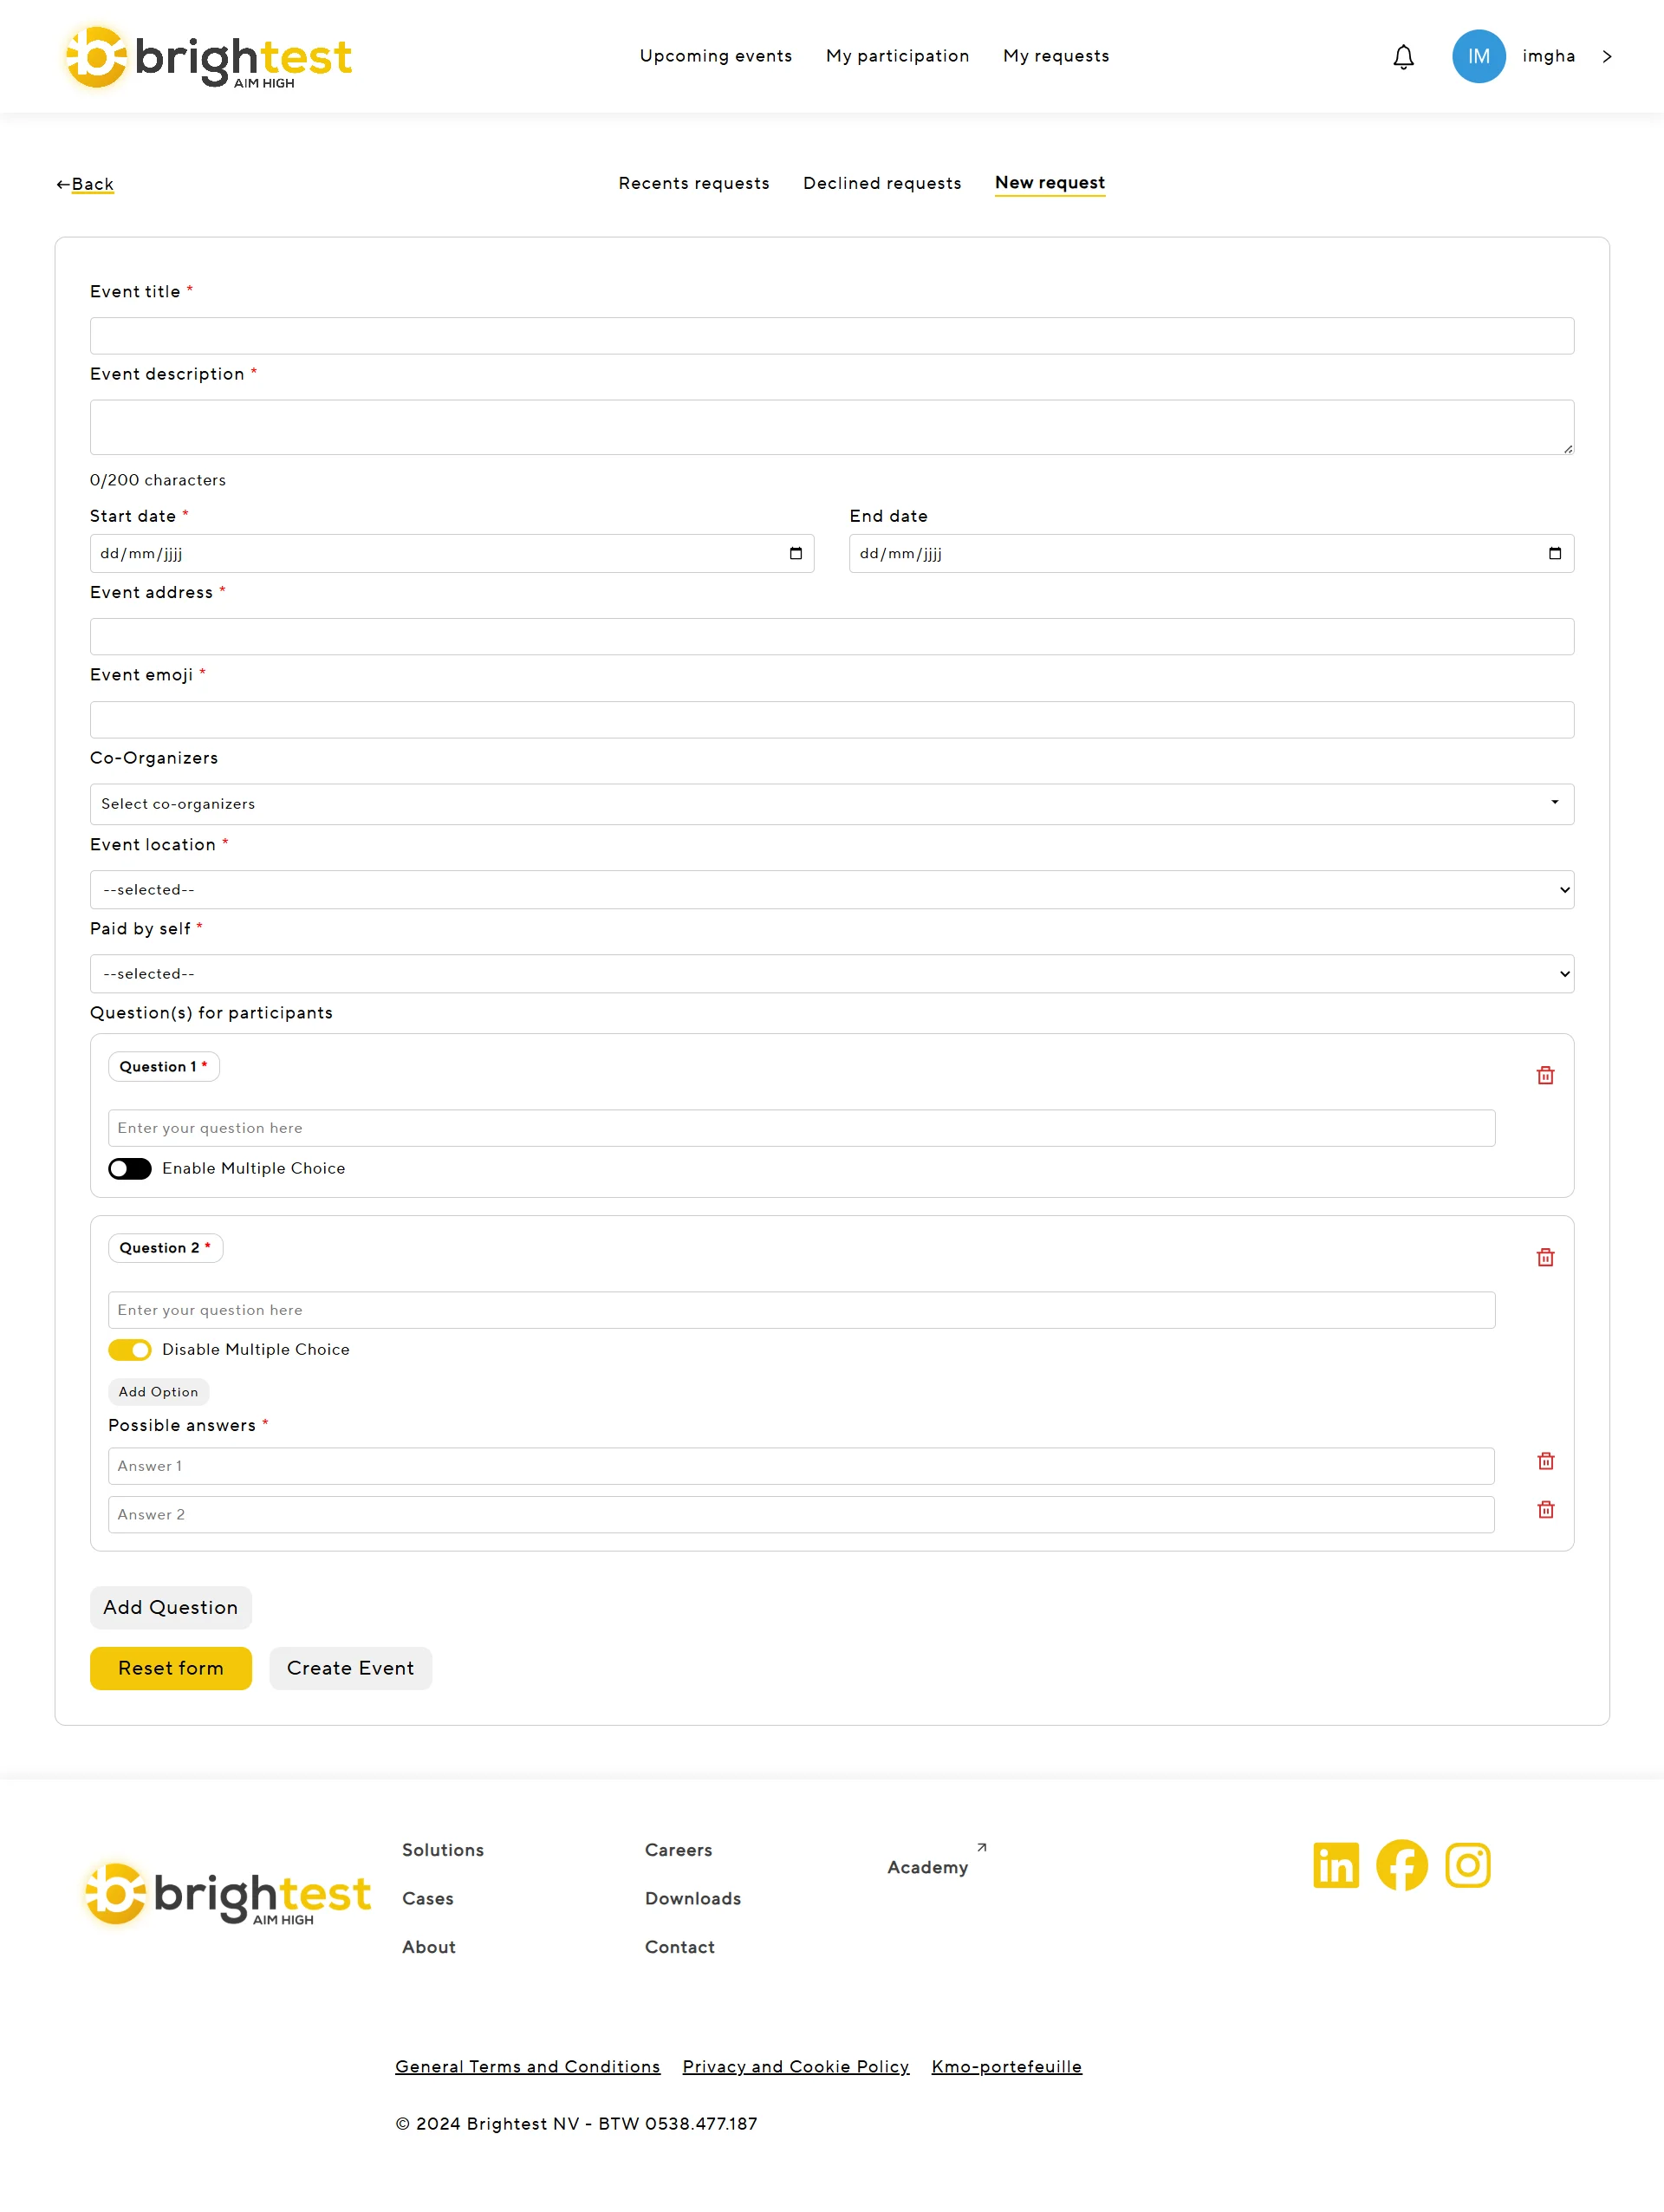 brightest
AIM HIGH
Upcoming events My participation My requests
IM imgha
←Back
Recents requests Declined requests New request
Event title *
Event description *
0/200 characters
Start date * End date
dd/mm/jjjj dd/mm/jjjj
Event address *
Event emoji *
Co-Organizers
Select co-organizers
Event location *
--selected--
Paid by self *
--selected--
Question(s) for participants
Question 1 *
Enter your question here
Enable Multiple Choice
Question 2 *
Enter your question here
Disable Multiple Choice
Add Option
Possible answers *
Answer 1
Answer 2
Add Question
Reset form Create Event
brightest
AIM HIGH
Solutions
Cases
About
Careers
Downloads
Contact
Academy
General Terms and Conditions Privacy and Cookie Policy Kmo-portefeuille
© 2024 Brightest NV - BTW 0538.477.187